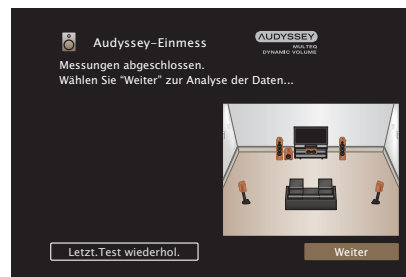 Audyssey-Einmess
AUDYSSEY
MULTEQ
DYNAMIC VOLUME
Messungen abgeschlossen.
Wählen Sie “Weiter” zur Analyse der Daten...
Letzt.Test wiederhol.
Weiter